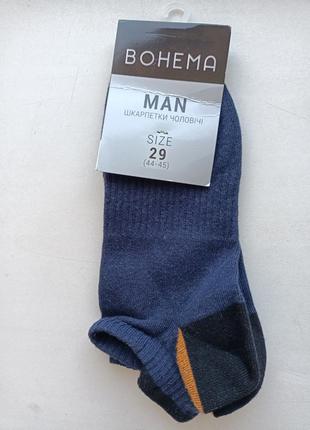 BOHEMA
MAN
ШКАРПЕТКИ ЧОЛОВІЧІ
SIZE
29
(44-45)